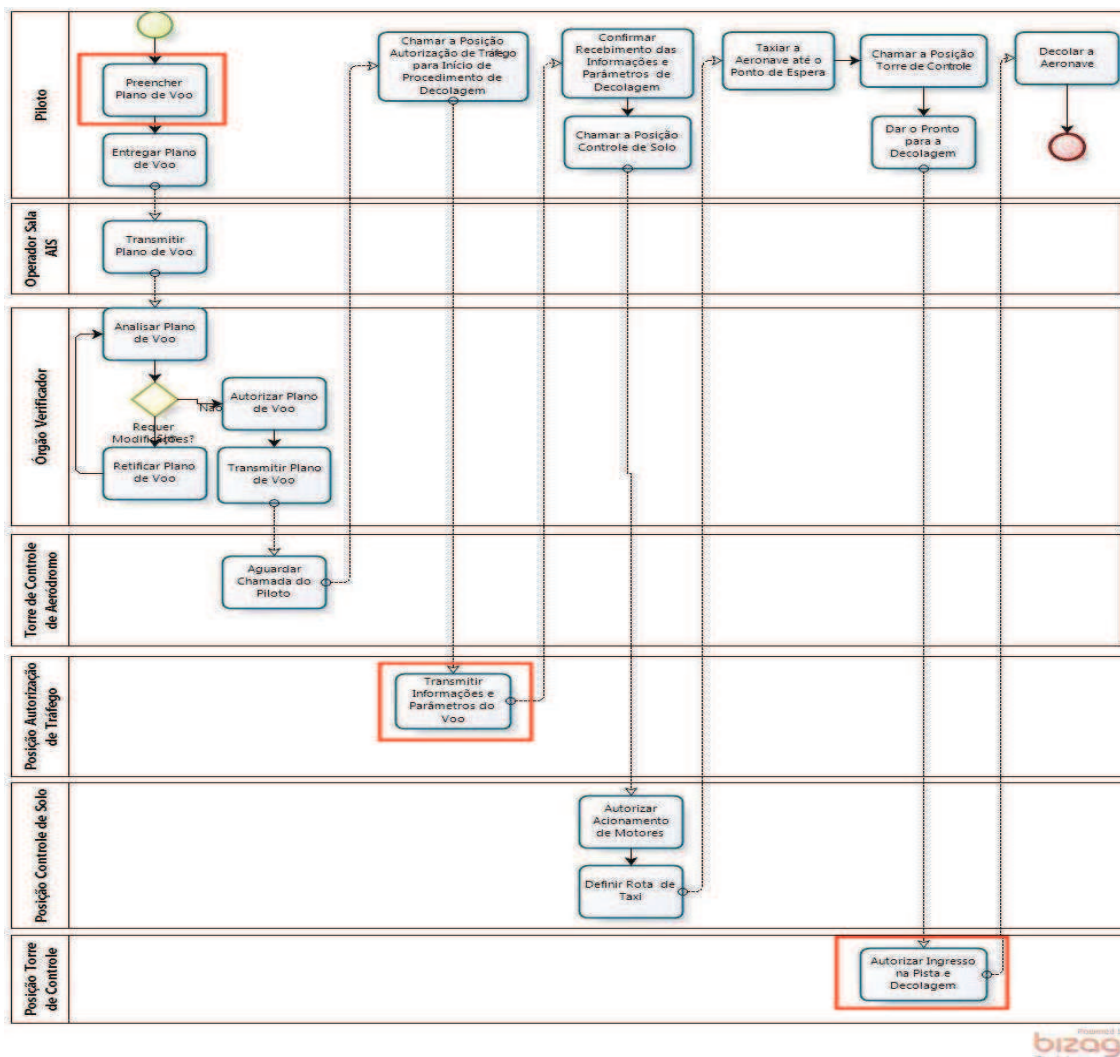 Piloto
Preencher
Plano de Voo
Entregar Plano
de Voo
Chamar a Posição
Autorização de Tráfego
para Início de
Procedimento de
Decolagem
Confirmar
Recebimento das
Informações e
Parâmetros de
Decolagem
Chamar a Posição
Controle de Solo
Taxiar a
Aeronave até o
Ponto de Espera
Chamar a Posição
Torre de Controle
Dar o Pronto
para a
Decolagem
Decolar a
Aeronave
Operador Sala
AIS
Transmitir
Plano de Voo
Órgão Verificador
Analisar Plano
de Voo
Não
Requer
Modificações?
Sim
Autorizar Plano
de Voo
Retificar Plano
de Voo
Transmitir Plano
de Voo
Torre de Controle
de Aeródromo
Aguardar
Chamada do
Piloto
Posição Autorização
de Tráfego
Transmitir
Informações e
Parâmetros do
Voo
Posição Controle de Solo
Autorizar
Acionamento
de Motores
Definir Rota de
Taxi
Posição Torre
de Controle
Autorizar Ingresso
na Pista e
Decolagem
Powered
bizag